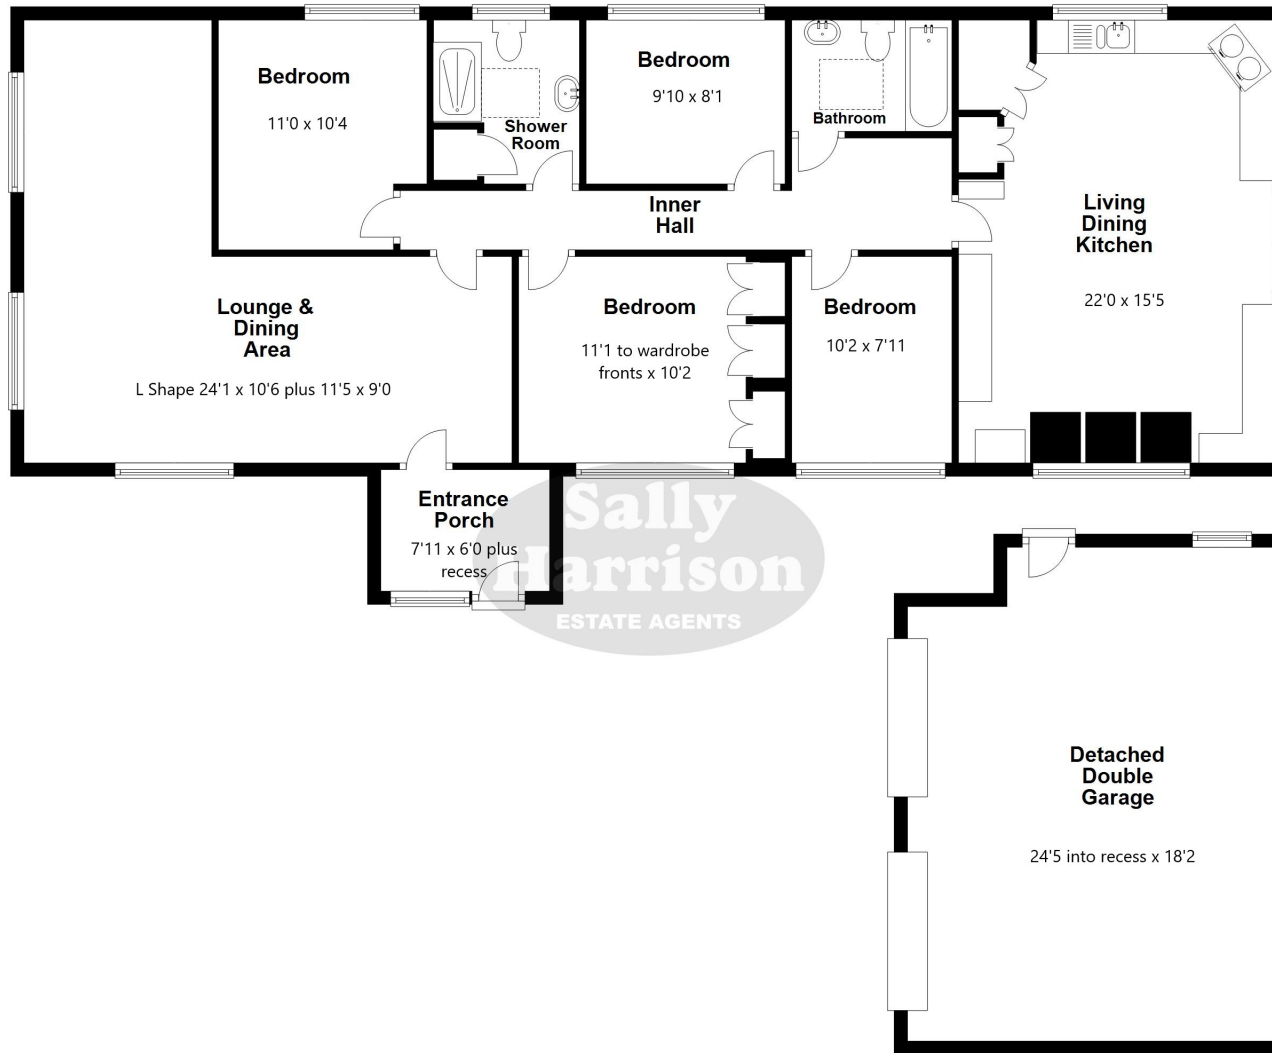 Bedroom
11'0 x 10'4
Shower
Room
Bedroom
9'10 x 8'1
Bathroom
Inner
Hall
Living
Dining
Kitchen
22'0 x 15'5
Lounge &
Dining
Area
L Shape 24'1 x 10'6 plus 11'5 x 9'0
Bedroom
11'1 to wardrobe
fronts x 10'2
Bedroom
10'2 x 7'11
Entrance
Porch
7'11 x 6'0 plus
recess
Sally
Harrison
ESTATE AGENTS
Detached
Double
Garage
24'5 into recess x 18'2